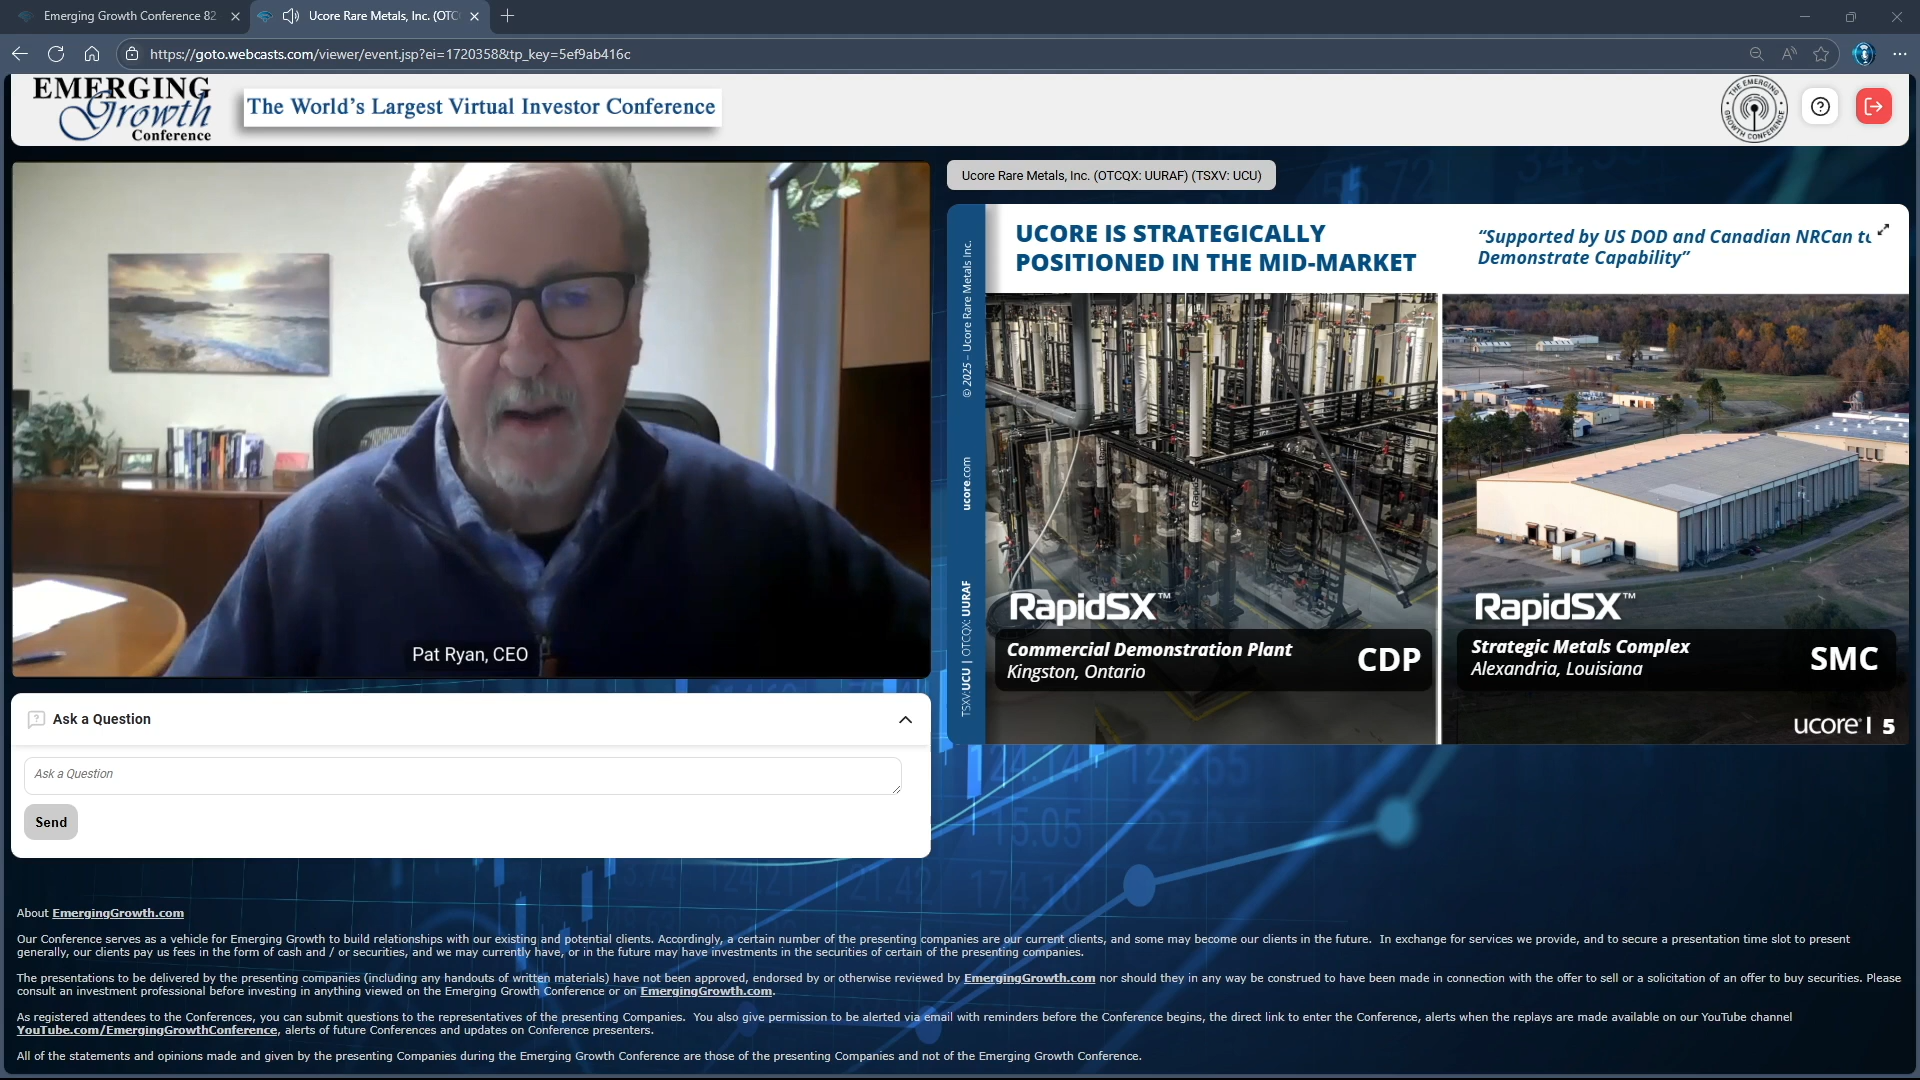 Emerging Growth Conference 82
Ucore Rare Metals, Inc. (OTC
https://goto.webcasts.com/viewer/event.jsp?ei=1720358&tp_key=5ef9ab416c
EMERGING
Growth
Conference
The World's Largest Virtual Investor Conference
THE EMERGING
GROWTH CONFERENCE
Pat Ryan, CEO
Ask a Question
Ask a Question
Send
Ucore Rare Metals, Inc. (OTCQX: UURAF) (TSXV: UCU)
© 2025 – Ucore Rare Metals Inc.
ucore.com
TSXV:UCU | OTCQX: UURAF
UCORE IS STRATEGICALLY
POSITIONED IN THE MID-MARKET
“Supported by US DOD and Canadian NRCan to
Demonstrate Capability”
RapidSX™
Commercial Demonstration Plant
Kingston, Ontario
CDP
RapidSX™
Strategic Metals Complex
Alexandria, Louisiana
SMC
ucore® | 5
About EmergingGrowth.com
Our Conference serves as a vehicle for Emerging Growth to build relationships with our existing and potential clients. Accordingly, a certain number of the presenting companies are our current clients, and some may become our clients in the future.  In exchange for services we provide, and to secure a presentation time slot to present
generally, our clients pay us fees in the form of cash and / or securities, and we may currently have, or in the future may have investments in the securities of certain of the presenting companies.
The presentations to be delivered by the presenting companies (including any handouts of written materials) have not been approved, endorsed by or otherwise reviewed by EmergingGrowth.com nor should they in any way be construed to have been made in connection with the offer to sell or a solicitation of an offer to buy securities. Please
consult an investment professional before investing in anything viewed on the Emerging Growth Conference or on EmergingGrowth.com.
As registered attendees to the Conferences, you can submit questions to the representatives of the presenting Companies.  You also give permission to be alerted via email with reminders before the Conference begins, the direct link to enter the Conference, alerts when the replays are made available on our YouTube channel
YouTube.com/EmergingGrowthConference, alerts of future Conferences and updates on Conference presenters.
All of the statements and opinions made and given by the presenting Companies during the Emerging Growth Conference are those of the presenting Companies and not of the Emerging Growth Conference.